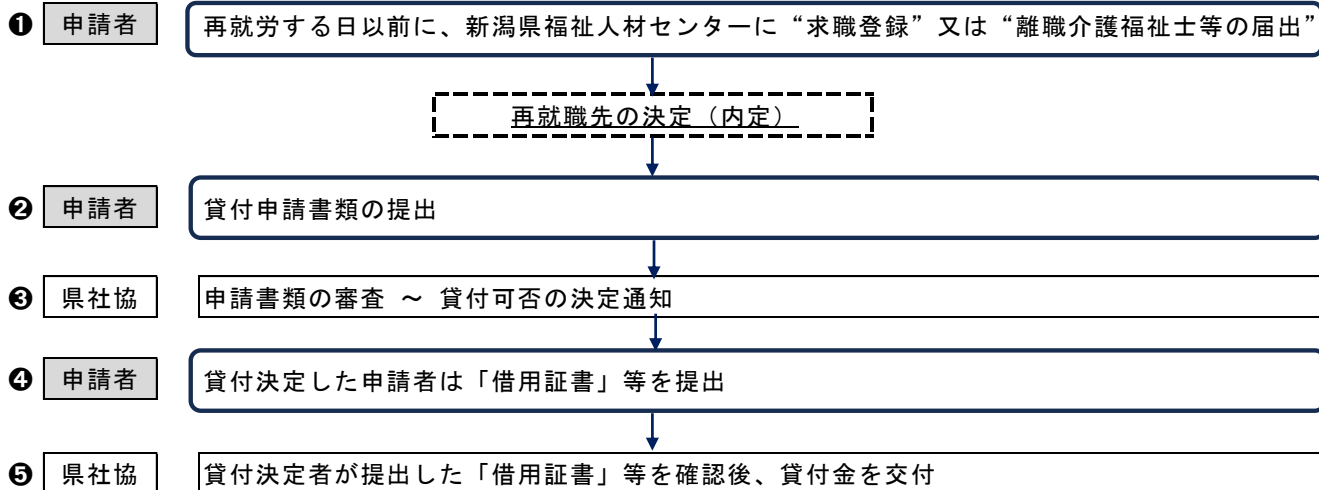 ❶ 申請者 再就労する日以前に、新潟県福祉人材センターに“求職登録”又は“離職介護福祉士等の届出”
再就職先の決定（内定）
❷ 申請者 貸付申請書類の提出
❸ 県社協 申請書類の審査 ～ 貸付可否の決定通知
❹ 申請者 貸付決定した申請者は「借用証書」等を提出
❺ 県社協 貸付決定者が提出した「借用証書」等を確認後、貸付金を交付